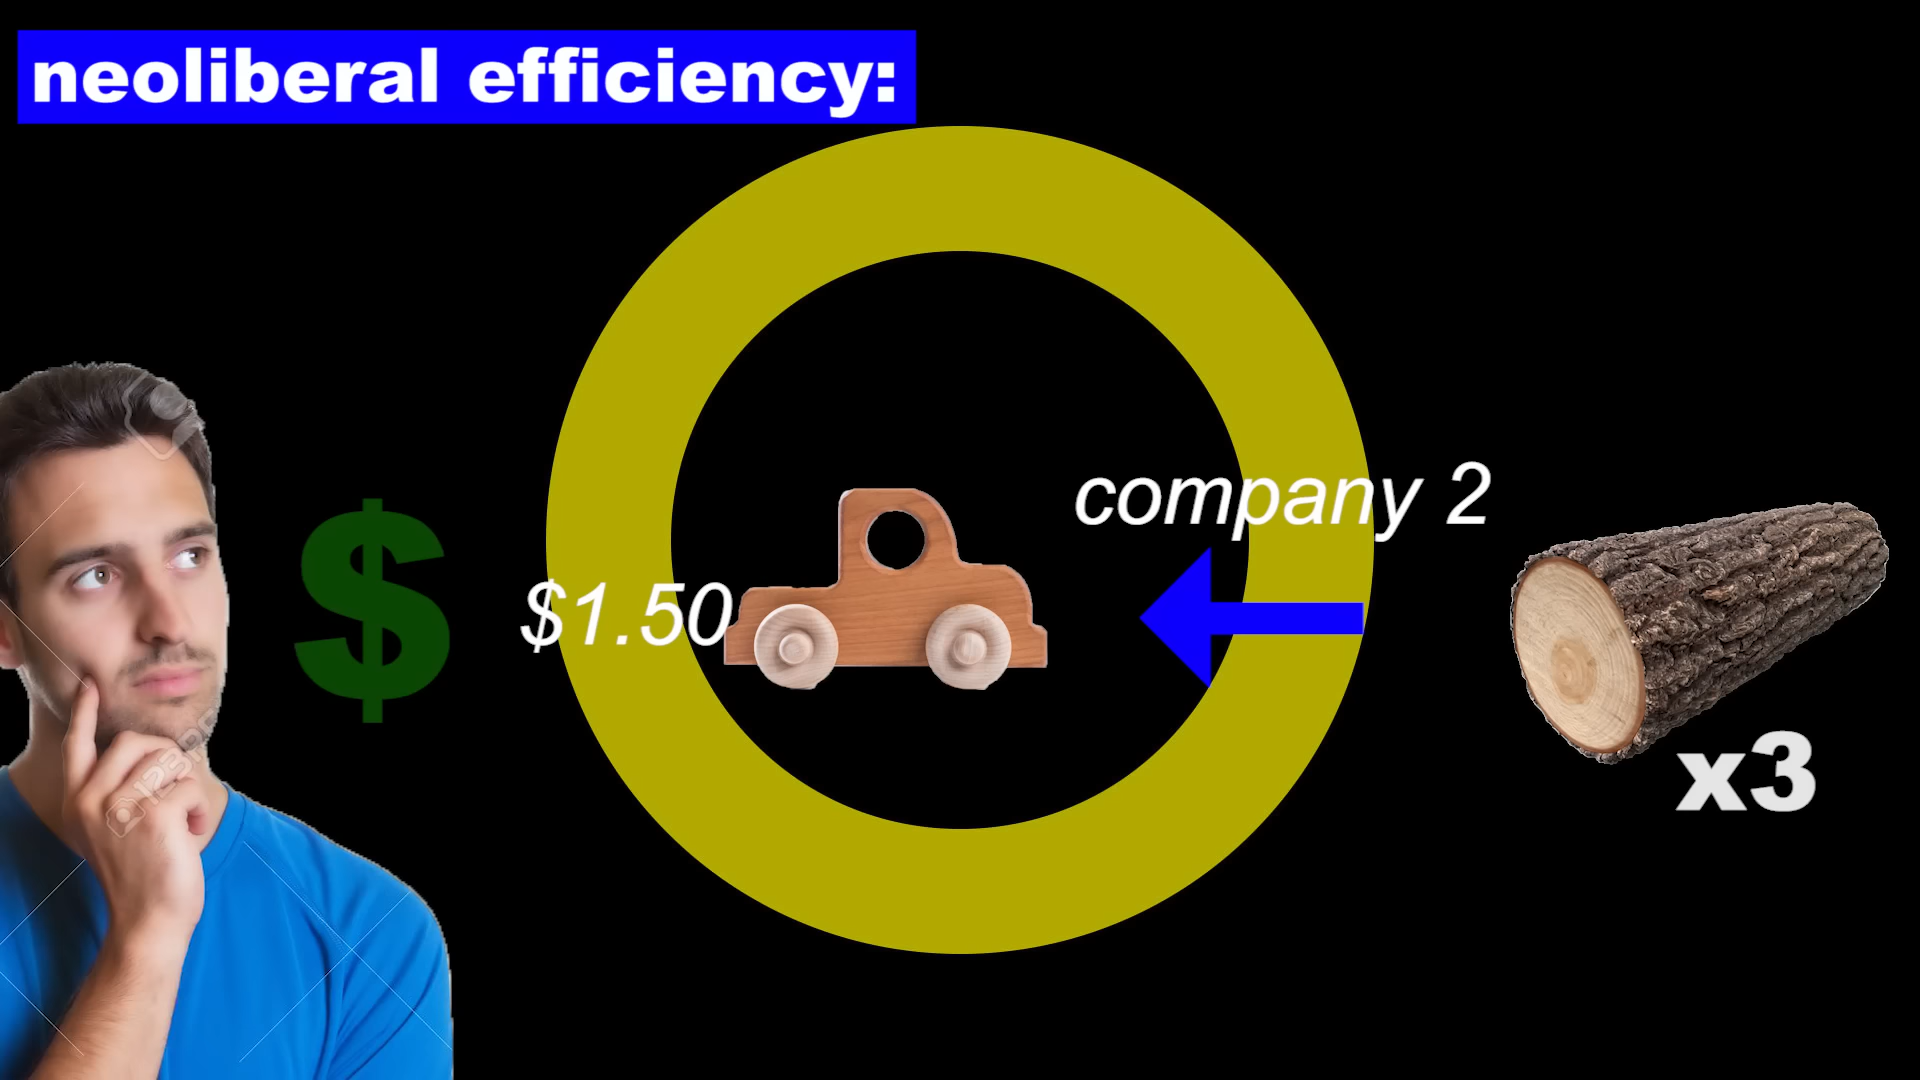 neoliberal efficiency:
company 2
$
$1.50
x3